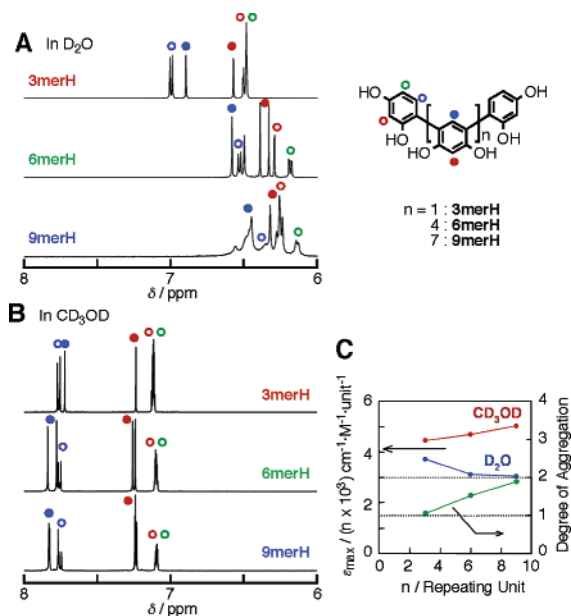 A In D₂O
3merH
6merH
9merH
8 7 6
δ / ppm
HO OH
HO HO OH n HO
n = 1 : 3merH
4 : 6merH
7 : 9merH
B In CD₃OD
3merH
6merH
9merH
8 7 6
δ / ppm
C
6 4 2 0
εmax / (n x 10³) cm⁻¹·M⁻¹·unit⁻¹
CD₃OD
D₂O
4 3 2 1 0
Degree of Aggregation
0 2 4 6 8 10
n / Repeating Unit